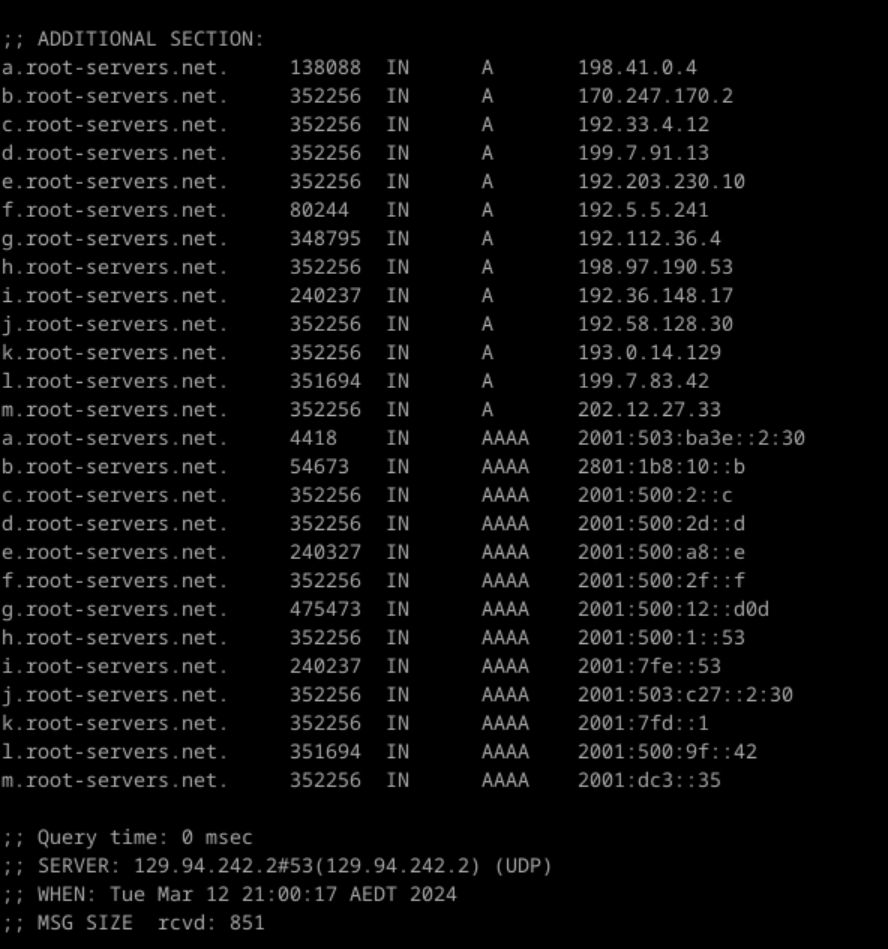 ;; ADDITIONAL SECTION:
a.root-servers.net. 138088 IN A 198.41.0.4
b.root-servers.net. 352256 IN A 170.247.170.2
c.root-servers.net. 352256 IN A 192.33.4.12
d.root-servers.net. 352256 IN A 199.7.91.13
e.root-servers.net. 352256 IN A 192.203.230.10
f.root-servers.net. 80244 IN A 192.5.5.241
g.root-servers.net. 348795 IN A 192.112.36.4
h.root-servers.net. 352256 IN A 198.97.190.53
i.root-servers.net. 240237 IN A 192.36.148.17
j.root-servers.net. 352256 IN A 192.58.128.30
k.root-servers.net. 352256 IN A 193.0.14.129
l.root-servers.net. 351694 IN A 199.7.83.42
m.root-servers.net. 352256 IN A 202.12.27.33
a.root-servers.net. 4418 IN AAAA 2001:503:ba3e::2:30
b.root-servers.net. 54673 IN AAAA 2801:1b8:10::b
c.root-servers.net. 352256 IN AAAA 2001:500:2::c
d.root-servers.net. 352256 IN AAAA 2001:500:2d::d
e.root-servers.net. 240327 IN AAAA 2001:500:a8::e
f.root-servers.net. 352256 IN AAAA 2001:500:2f::f
g.root-servers.net. 475473 IN AAAA 2001:500:12::d0d
h.root-servers.net. 352256 IN AAAA 2001:500:1::53
i.root-servers.net. 240237 IN AAAA 2001:7fe::53
j.root-servers.net. 352256 IN AAAA 2001:503:c27::2:30
k.root-servers.net. 352256 IN AAAA 2001:7fd::1
l.root-servers.net. 351694 IN AAAA 2001:500:9f::42
m.root-servers.net. 352256 IN AAAA 2001:dc3::35
;; Query time: 0 msec
;; SERVER: 129.94.242.2#53(129.94.242.2) (UDP)
;; WHEN: Tue Mar 12 21:00:17 AEDT 2024
;; MSG SIZE  rcvd: 851